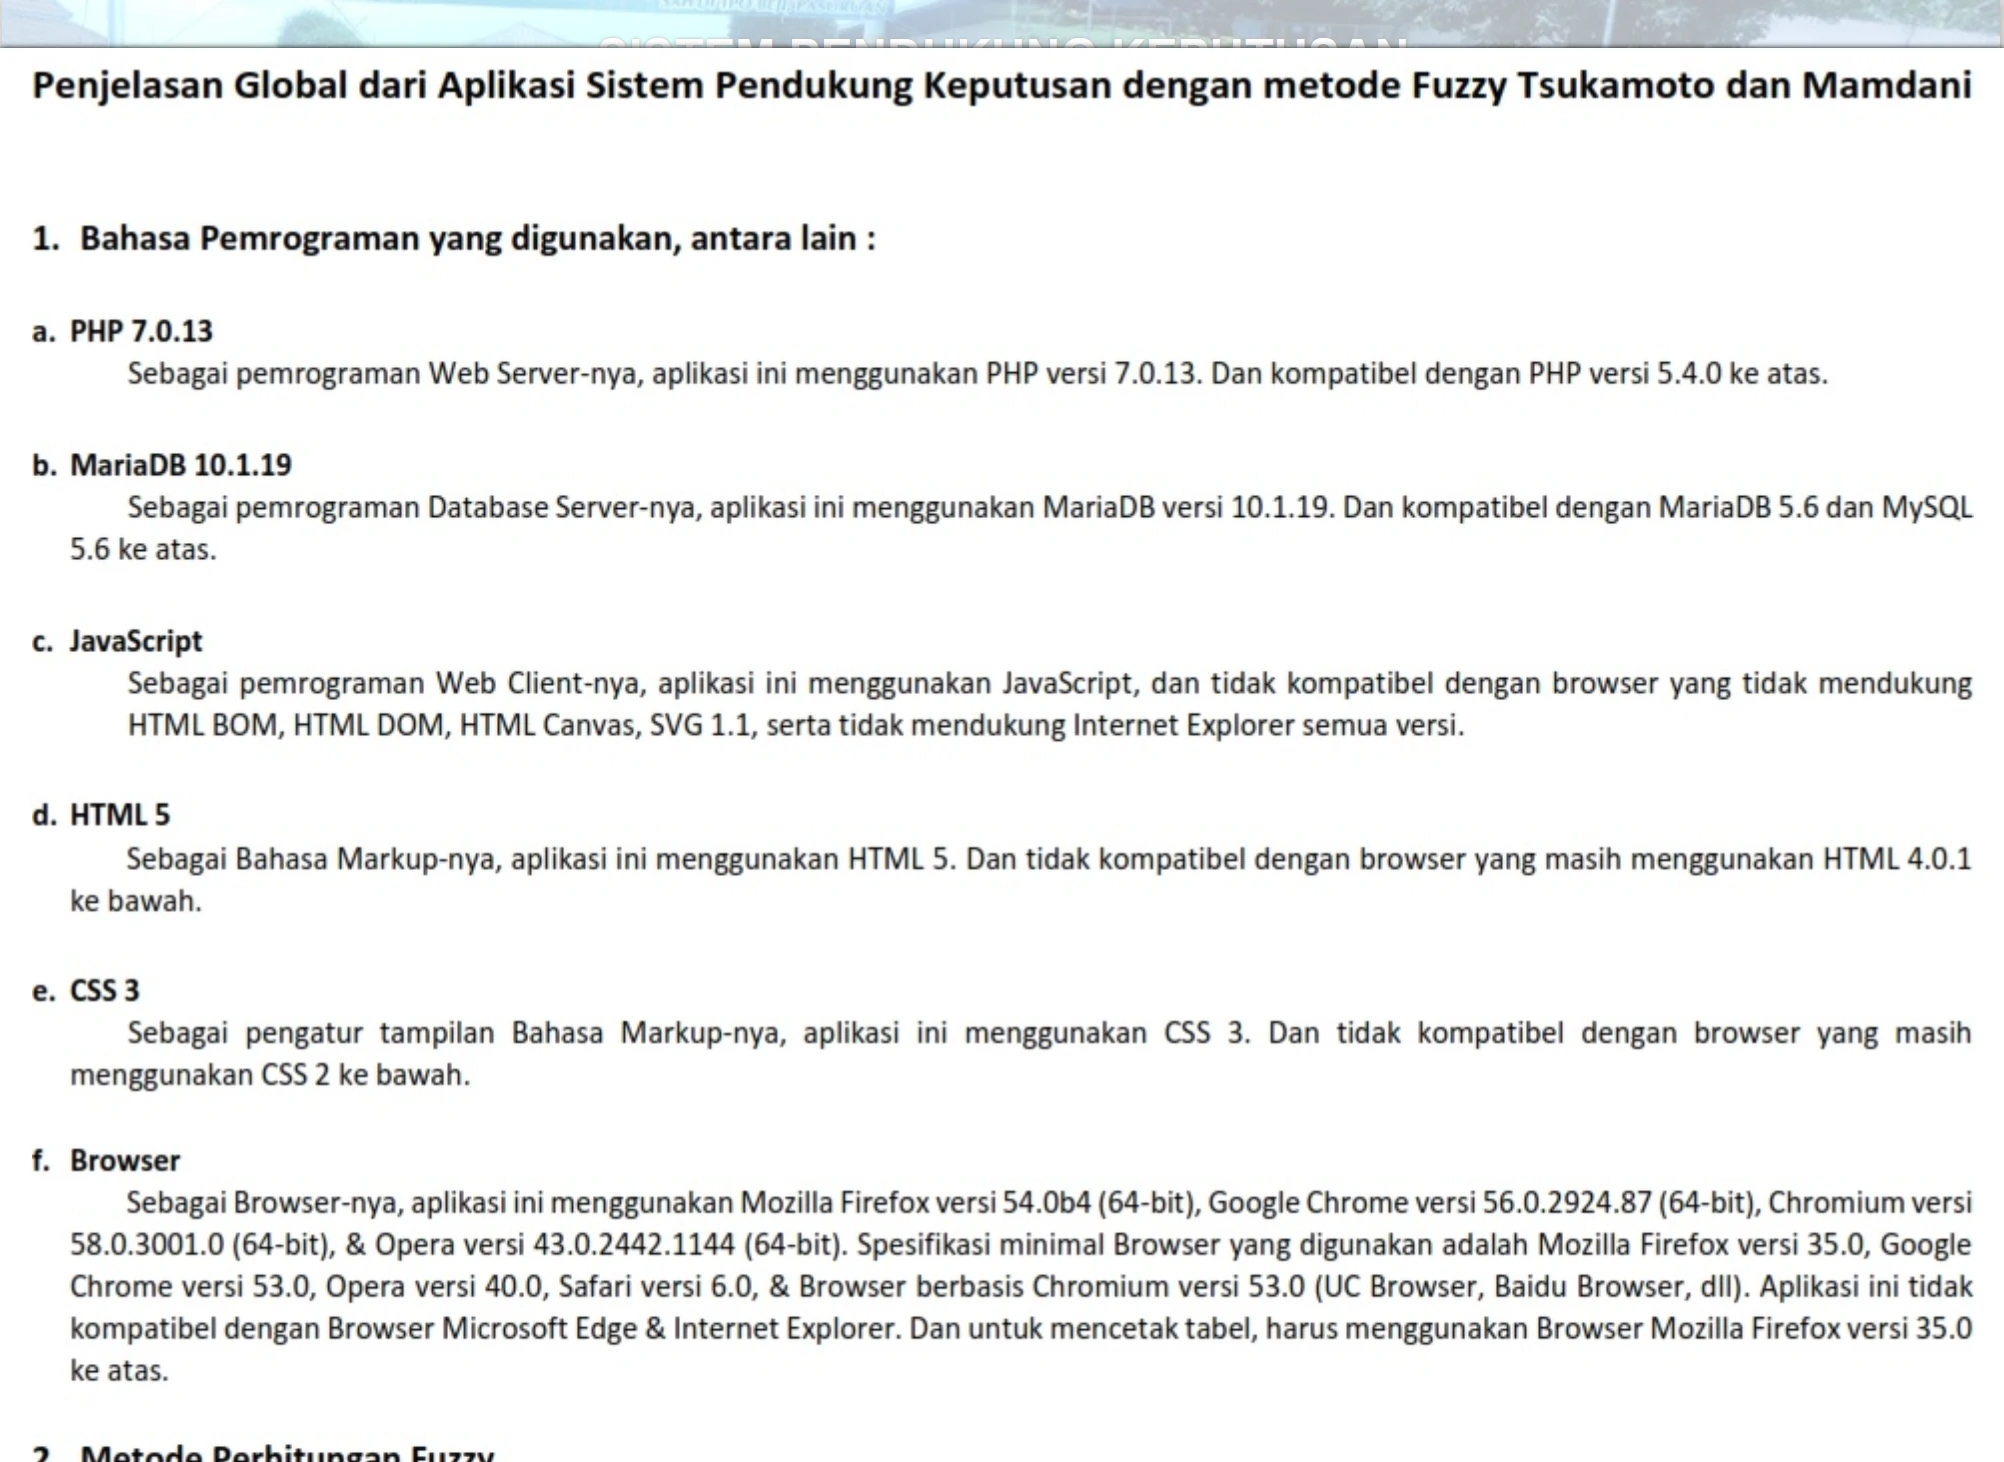 SISTEM PENDUKUNG KEPUTUSAN
Penjelasan Global dari Aplikasi Sistem Pendukung Keputusan dengan metode Fuzzy Tsukamoto dan Mamdani
1. Bahasa Pemrograman yang digunakan, antara lain :
a. PHP 7.0.13
Sebagai pemrograman Web Server-nya, aplikasi ini menggunakan PHP versi 7.0.13. Dan kompatibel dengan PHP versi 5.4.0 ke atas.
b. MariaDB 10.1.19
Sebagai pemrograman Database Server-nya, aplikasi ini menggunakan MariaDB versi 10.1.19. Dan kompatibel dengan MariaDB 5.6 dan MySQL
5.6 ke atas.
c. JavaScript
Sebagai pemrograman Web Client-nya, aplikasi ini menggunakan JavaScript, dan tidak kompatibel dengan browser yang tidak mendukung
HTML BOM, HTML DOM, HTML Canvas, SVG 1.1, serta tidak mendukung Internet Explorer semua versi.
d. HTML 5
Sebagai Bahasa Markup-nya, aplikasi ini menggunakan HTML 5. Dan tidak kompatibel dengan browser yang masih menggunakan HTML 4.0.1
ke bawah.
e. CSS 3
Sebagai pengatur tampilan Bahasa Markup-nya, aplikasi ini menggunakan CSS 3. Dan tidak kompatibel dengan browser yang masih
menggunakan CSS 2 ke bawah.
f. Browser
Sebagai Browser-nya, aplikasi ini menggunakan Mozilla Firefox versi 54.0b4 (64-bit), Google Chrome versi 56.0.2924.87 (64-bit), Chromium versi
58.0.3001.0 (64-bit), & Opera versi 43.0.2442.1144 (64-bit). Spesifikasi minimal Browser yang digunakan adalah Mozilla Firefox versi 35.0, Google
Chrome versi 53.0, Opera versi 40.0, Safari versi 6.0, & Browser berbasis Chromium versi 53.0 (UC Browser, Baidu Browser, dll). Aplikasi ini tidak
kompatibel dengan Browser Microsoft Edge & Internet Explorer. Dan untuk mencetak tabel, harus menggunakan Browser Mozilla Firefox versi 35.0
ke atas.
2. Metode Perhitungan Fuzzy